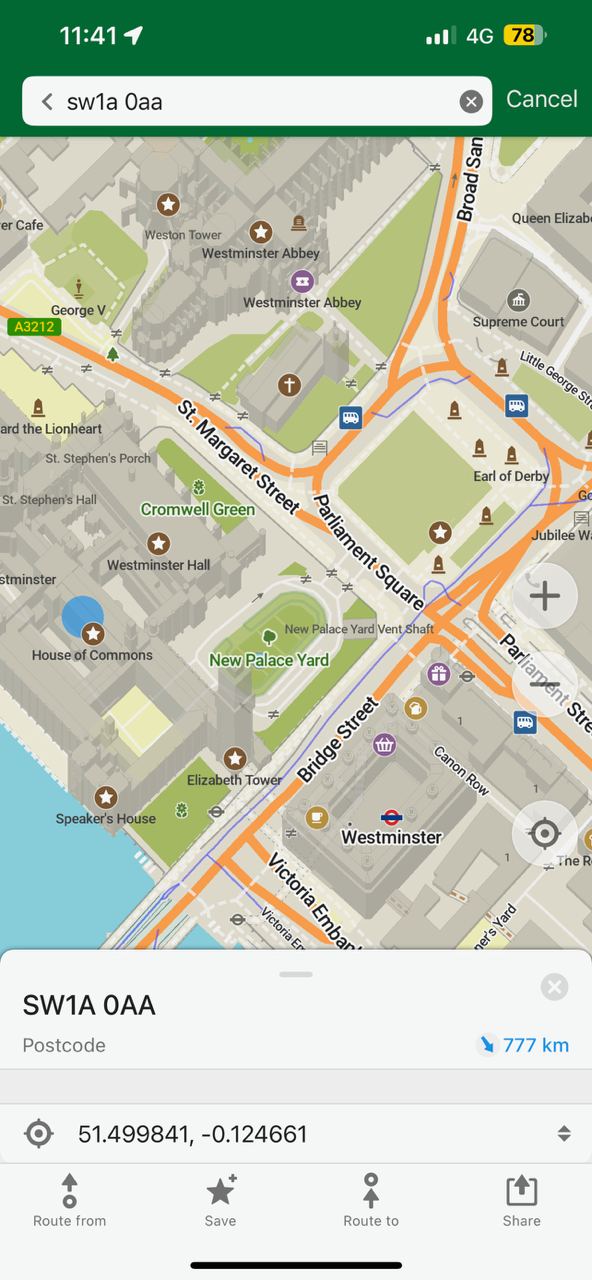 11:41
4G
78
sw1a 0aa
Cancel
Broad San
er Cafe
Weston Tower
Westminster Abbey
Queen Elizabe
George V
Westminster Abbey
A3212
Supreme Court
Little George Stre
ard the Lionheart
St. Margaret Street
St. Stephen's Porch
Earl of Derby
St. Stephen's Hall
Cromwell Green
Parliament Square
Jubilee Wa
Westminster Hall
stminster
New Palace Yard Vent Shaft
House of Commons
New Palace Yard
Parliament Stre
Bridge Street
1
Elizabeth Tower
Canon Row
1
Speaker's House
Westminster
1
The R
Victoria Emban
Victoria Em
ner's Yard
SW1A 0AA
Postcode
777 km
51.499841, -0.124661
Route from
Save
Route to
Share